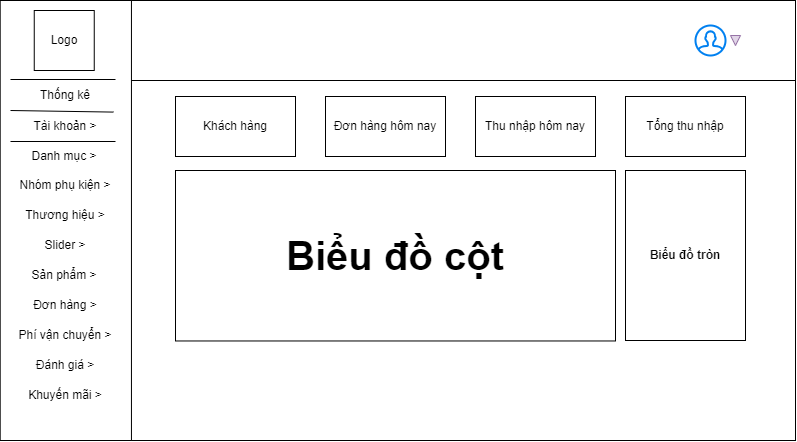 Logo
Thống kê
Tài khoản >
Danh mục >
Nhóm phụ kiện >
Thương hiệu >
Slider >
Sản phẩm >
Đơn hàng >
Phí vận chuyển >
Đánh giá >
Khuyến mãi >
Khách hàng
Đơn hàng hôm nay
Thu nhập hôm nay
Tổng thu nhập
Biểu đồ cột
Biểu đồ tròn